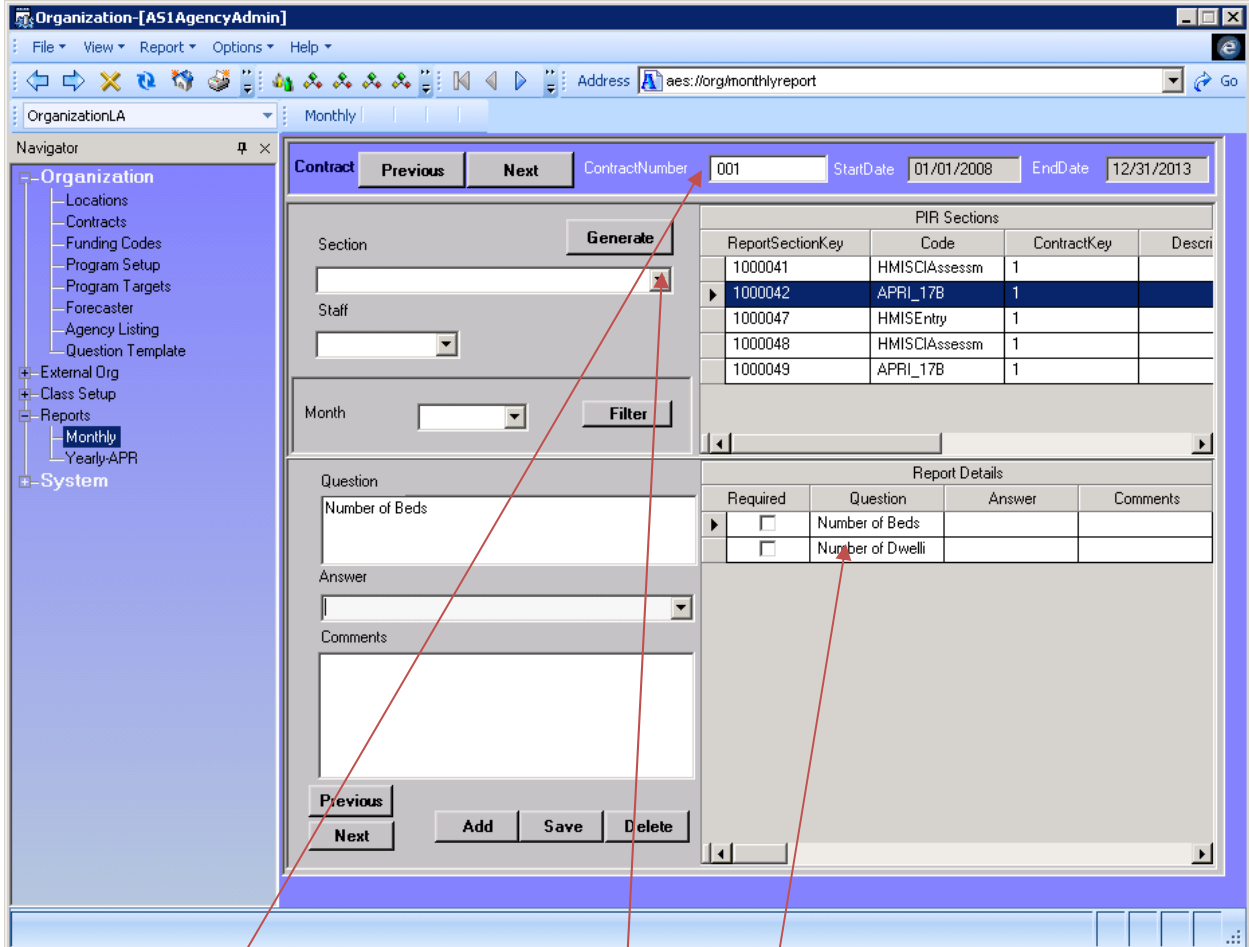 Organization-[AS1AgencyAdmin]
File View Report Options Help
Address aes://org/monthlyreport Go
OrganizationLA Monthly
Navigator
Organization
Locations
Contracts
Funding Codes
Program Setup
Program Targets
Forecaster
Agency Listing
Question Template
External Org
Class Setup
Reports
Monthly
Yearly-APR
System
Contract Previous Next ContractNumber 001 StartDate 01/01/2008 EndDate 12/31/2013
Section Generate
Staff
Month Filter
PIR Sections
ReportSectionKey Code ContractKey Descri
1000041 HMISCIAssessm 1
1000042 APRI_17B 1
1000047 HMISEntry 1
1000048 HMISCIAssessm 1
1000049 APRI_17B 1
Question
Number of Beds
Answer
Comments
Previous
Next Add Save Delete
Report Details
Required Question Answer Comments
Number of Beds
Number of Dwelli